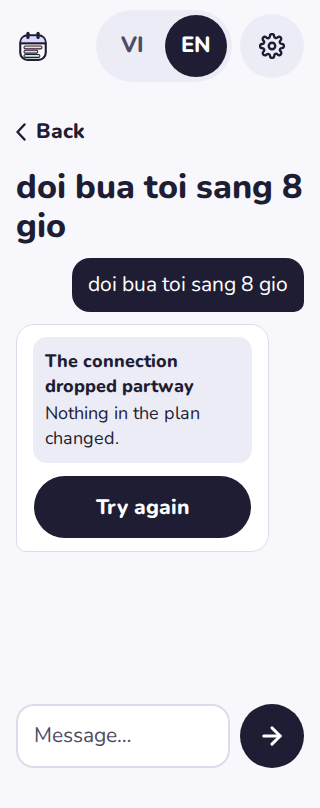 VI EN
Back
doi bua toi sang 8
gio
doi bua toi sang 8 gio
The connection
dropped partway
Nothing in the plan
changed.
Try again
Message...